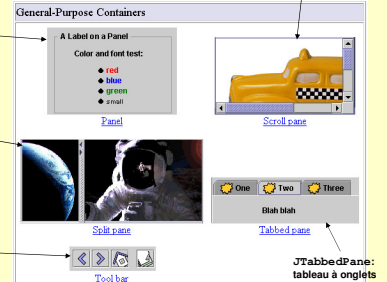 General-Purpose Containers
A Label on a Panel
Color and font test:
red
blue
green
small
Panel
Scroll pane
Split pane
One Two Three
Blah blah
Tabbed pane
Tool bar
JTabbedPane:
tableau à onglets